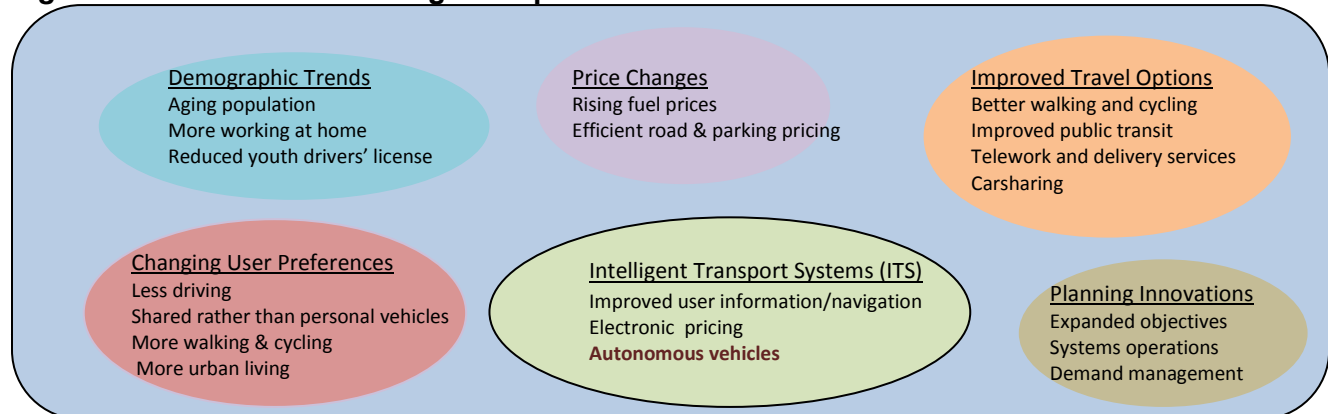 Demographic Trends
Aging population
More working at home
Reduced youth drivers' license
Price Changes
Rising fuel prices
Efficient road & parking pricing
Improved Travel Options
Better walking and cycling
Improved public transit
Telework and delivery services
Carsharing
Changing User Preferences
Less driving
Shared rather than personal vehicles
More walking & cycling
More urban living
Intelligent Transport Systems (ITS)
Improved user information/navigation
Electronic pricing
Autonomous vehicles
Planning Innovations
Expanded objectives
Systems operations
Demand management